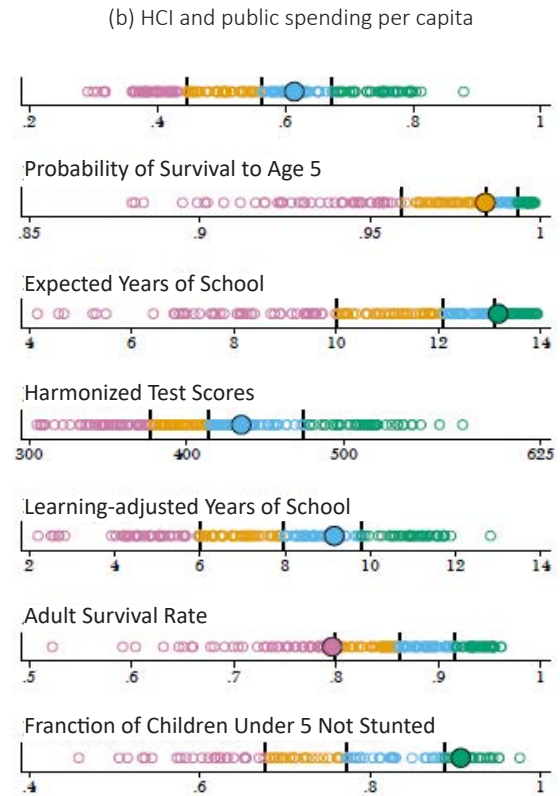 (b) HCI and public spending per capita
.2 .4 .6 .8 1
Probability of Survival to Age 5
.85 .9 .95 1
Expected Years of School
4 6 8 10 12 14
Harmonized Test Scores
300 400 500 625
Learning-adjusted Years of School
2 4 6 8 10 12 14
Adult Survival Rate
.5 .6 .7 .8 .9 1
Franction of Children Under 5 Not Stunted
.4 .6 .8 1